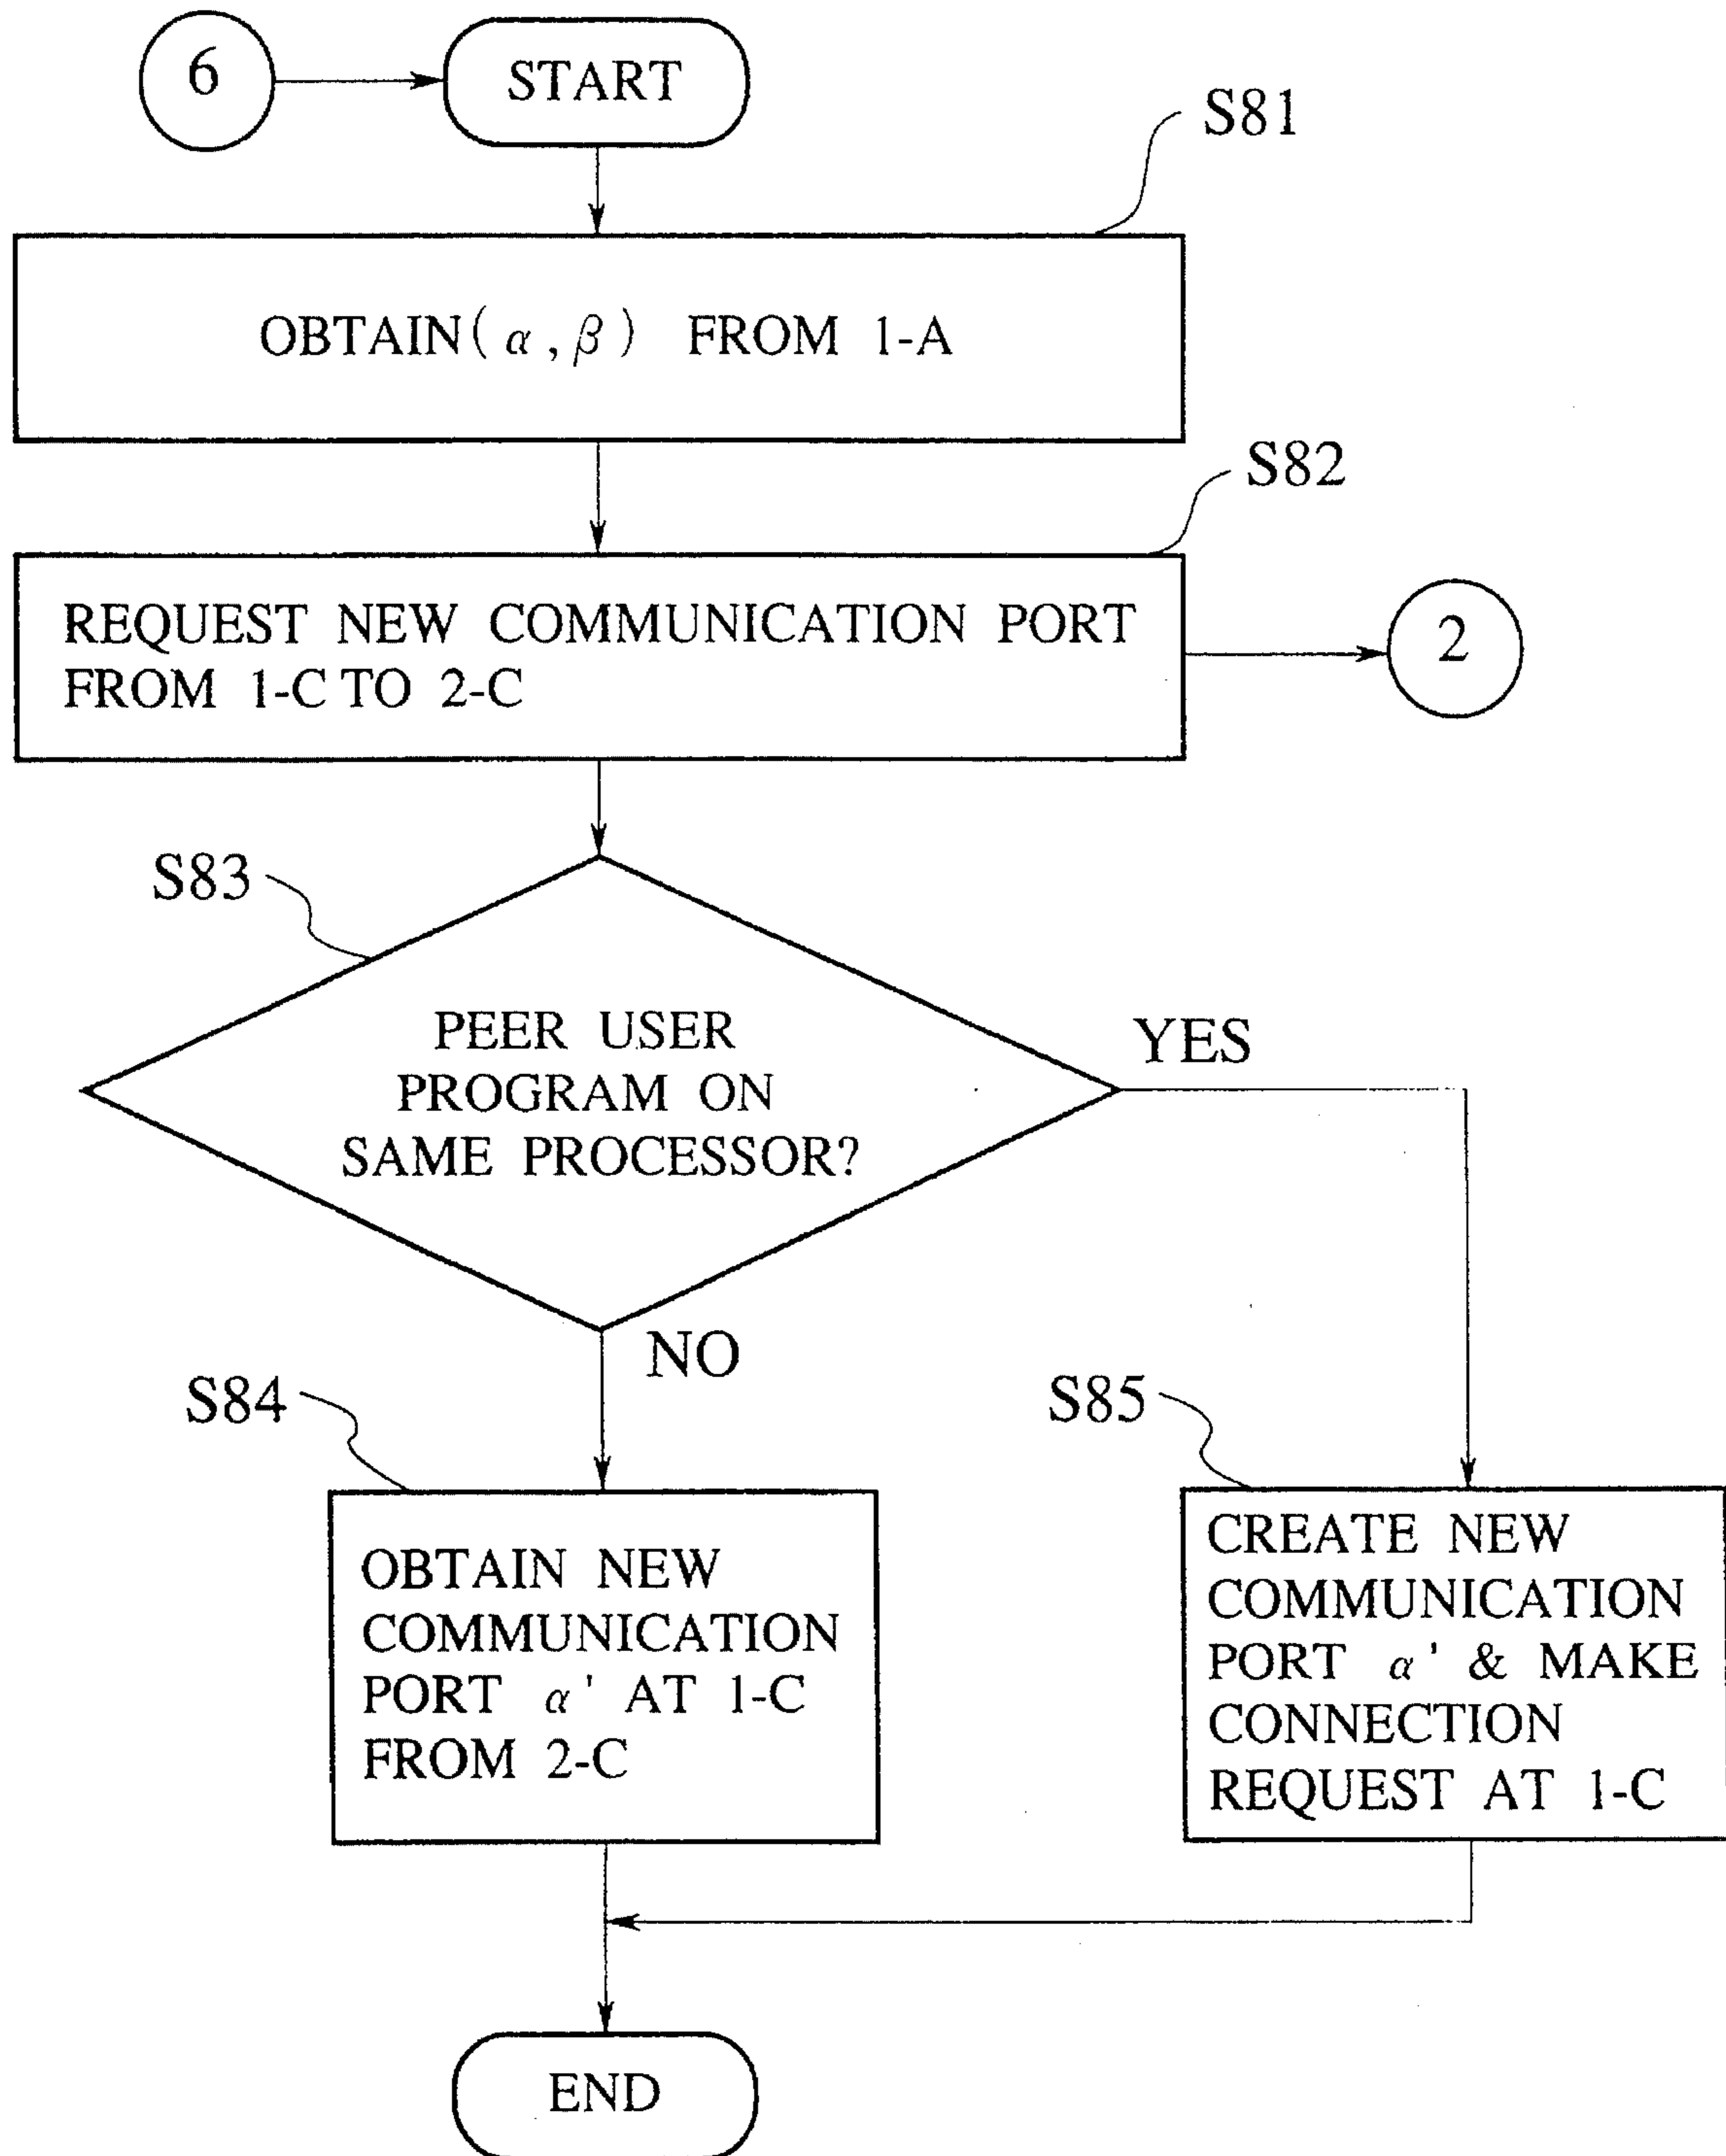 6
START
S81
OBTAIN( α , β ) FROM 1-A
S82
REQUEST NEW COMMUNICATION PORT
FROM 1-C TO 2-C
2
S83
PEER USER
PROGRAM ON
SAME PROCESSOR?
YES
NO
S84
OBTAIN NEW
COMMUNICATION
PORT α' AT 1-C
FROM 2-C
S85
CREATE NEW
COMMUNICATION
PORT α' & MAKE
CONNECTION
REQUEST AT 1-C
END